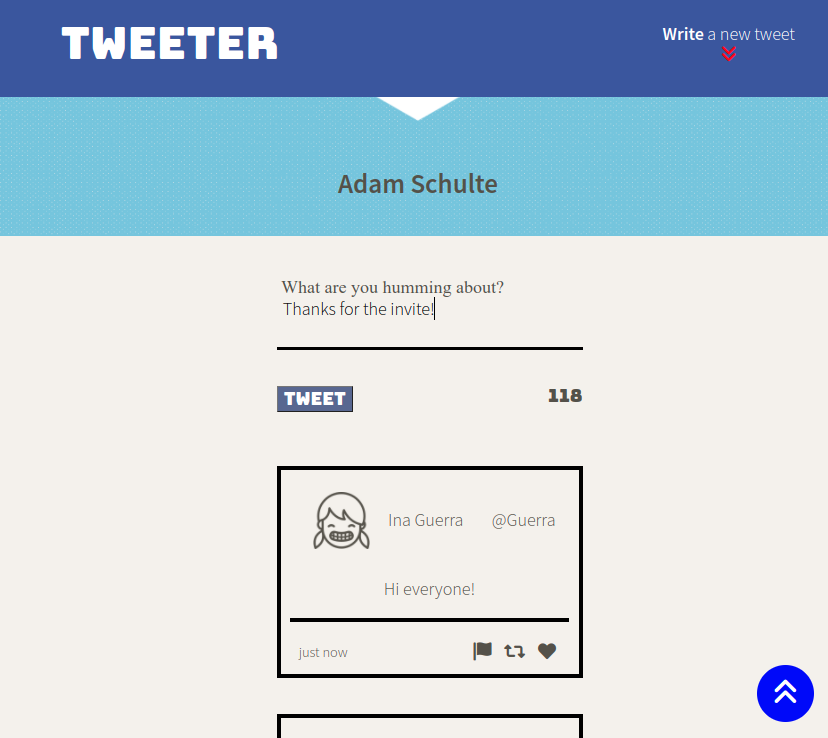 TWEETER
Write a new tweet
Adam Schulte
What are you humming about?
Thanks for the invite!
TWEET
118
Ina Guerra @Guerra
Hi everyone!
just now